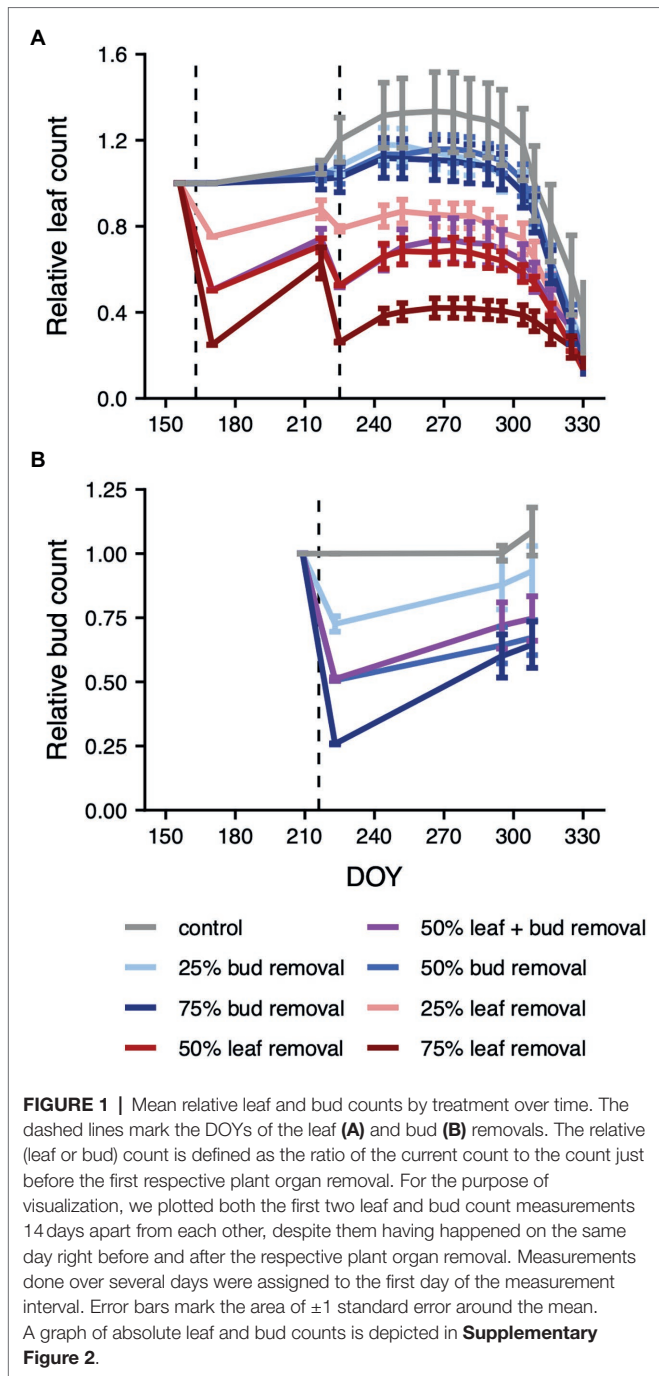 A
1.6
1.2
0.8
0.4
0.0
Relative leaf count
150 180 210 240 270 300 330
B
1.25
1.00
0.75
0.50
0.25
0.00
Relative bud count
150 180 210 240 270 300 330
DOY
control
50% leaf + bud removal
25% bud removal
50% bud removal
75% bud removal
25% leaf removal
50% leaf removal
75% leaf removal
FIGURE 1 | Mean relative leaf and bud counts by treatment over time. The
dashed lines mark the DOYs of the leaf (A) and bud (B) removals. The relative
(leaf or bud) count is defined as the ratio of the current count to the count just
before the first respective plant organ removal. For the purpose of
visualization, we plotted both the first two leaf and bud count measurements
14 days apart from each other, despite them having happened on the same
day right before and after the respective plant organ removal. Measurements
done over several days were assigned to the first day of the measurement
interval. Error bars mark the area of ±1 standard error around the mean.
A graph of absolute leaf and bud counts is depicted in Supplementary
Figure 2.